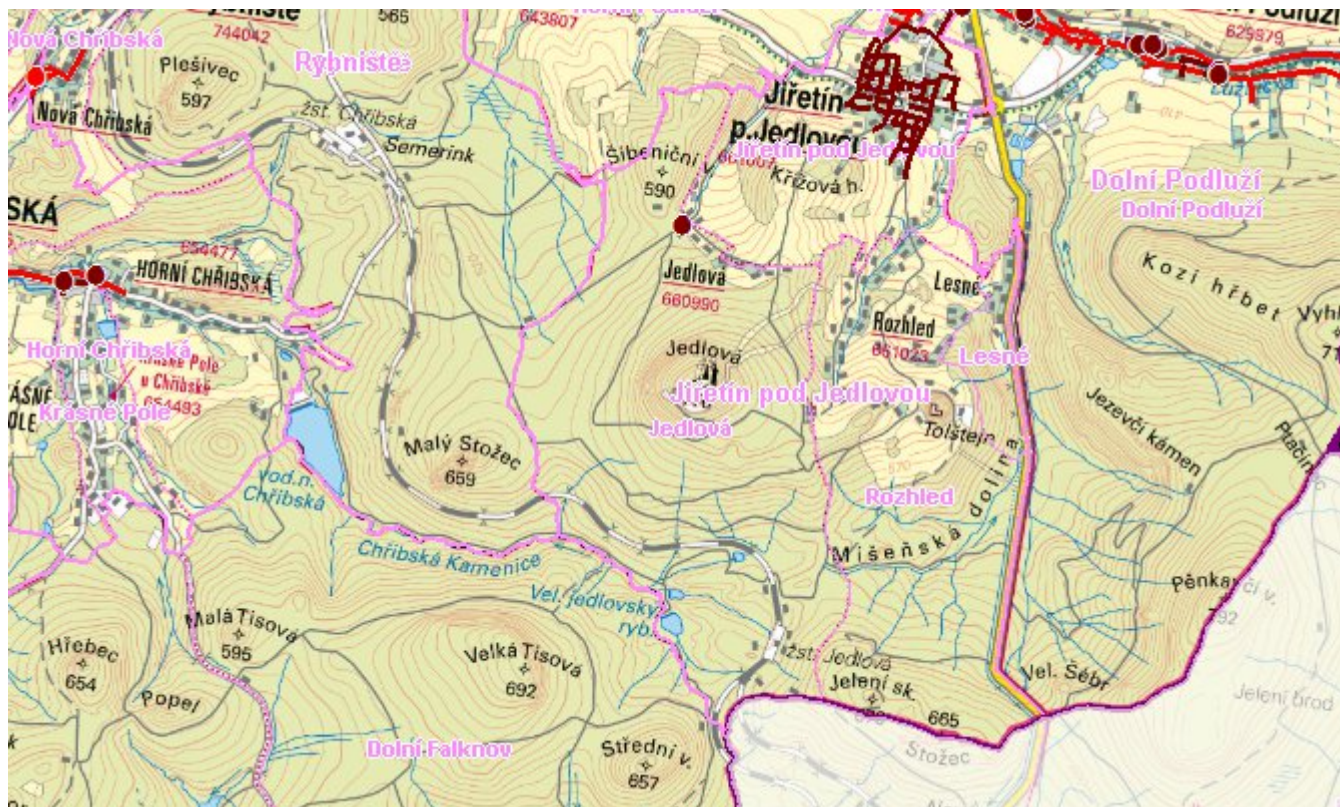 744042
565
643807
629879
Nová Chřibská
Plešivec
597
Rybniště
Nová Chřibská
žst. Chřibská
Semerink
Jiřetín
p. Jedlovou
Jiřetín pod Jedlovou
Šibeniční v.
590
Křížová h.
Dolní Podluží
Dolní Podluží
SKÁ
654477
HORNÍ CHŘIBSKÁ
Jedlová
660990
Lesné
Kozí hřbet
Rozhled
661023
Lesné
Horní Chřibská
Krásné Pole
u Chřibské
654493
Krásné Pole
Jedlová
Jiřetín pod Jedlovou
Jedlová
Tolštejn
Jezevčí kámen
Ptačin
Malý Stožec
659
Vod. n.
Chřibská
Rozhled
Míšeňská dolina
Chřibská Kamenice
Vel. jedlovský
ryb.
Pěnkavčí v.
792
Malá Tisová
595
Hřebec
654
Popel
Velká Tisová
692
žst. Jedlová
Jelení sk.
665
Vel. Šébr
Jelení brod
Dolní Falknov
Střední v.
657
Stožec